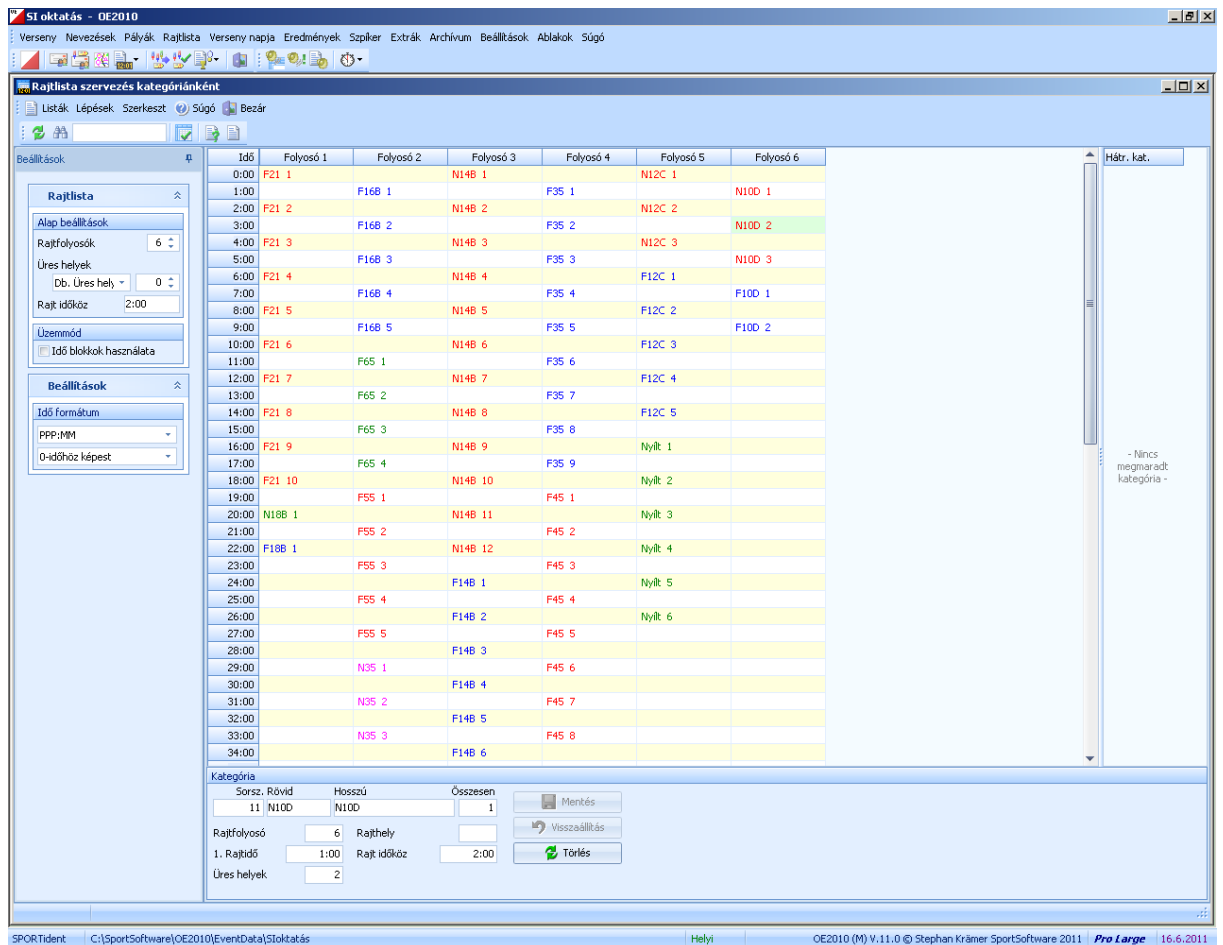 SI oktatás - OE2010
Verseny Nevezések Pályák Rajtlista Verseny napja Eredmények Szpíker Extrák Archívum Beállítások Ablakok Súgó
Rajtlista szervezés kategóriánként
Listák Lépések Szerkeszt Súgó Bezár
Beállítások
Rajtlista
Alap beállítások
Rajtfolyosók 6
Üres helyek
Db. Üres hely 0
Rajt időköz 2:00
Üzemmód
Idő blokkok használata
Beállítások
Idő formátum
PPP:MM
0-időhöz képest
Idő Folyosó 1 Folyosó 2 Folyosó 3 Folyosó 4 Folyosó 5 Folyosó 6
0:00 F21 1 N14B 1 N12C 1
1:00 F16B 1 F35 1 N10D 1
2:00 F21 2 N14B 2 N12C 2
3:00 F16B 2 F35 2 N10D 2
4:00 F21 3 N14B 3 N12C 3
5:00 F16B 3 F35 3 N10D 3
6:00 F21 4 N14B 4 F12C 1
7:00 F16B 4 F35 4 F10D 1
8:00 F21 5 N14B 5 F12C 2
9:00 F16B 5 F35 5 F10D 2
10:00 F21 6 N14B 6 F12C 3
11:00 F65 1 F35 6
12:00 F21 7 N14B 7 F12C 4
13:00 F65 2 F35 7
14:00 F21 8 N14B 8 F12C 5
15:00 F65 3 F35 8
16:00 F21 9 N14B 9 Nyílt 1
17:00 F65 4 F35 9
18:00 F21 10 N14B 10 Nyílt 2
19:00 F55 1 F45 1
20:00 N18B 1 N14B 11 Nyílt 3
21:00 F55 2 F45 2
22:00 F18B 1 N14B 12 Nyílt 4
23:00 F55 3 F45 3
24:00 F14B 1 Nyílt 5
25:00 F55 4 F45 4
26:00 F14B 2 Nyílt 6
27:00 F55 5 F45 5
28:00 F14B 3
29:00 N35 1 F45 6
30:00 F14B 4
31:00 N35 2 F45 7
32:00 F14B 5
33:00 N35 3 F45 8
34:00 F14B 6
Hátr. kat.
- Nincs
megmaradt
kategória -
Kategória
Sorsz. Rövid Hosszú Összesen
11 N10D N10D 1
Mentés
Rajtfolyosó 6 Rajthely
Visszaállítás
1. Rajtidő 1:00 Rajt időköz 2:00
Törlés
Üres helyek 2
SPORTident C:\SportSoftware\OE2010\EventData\SIoktatás Helyi OE2010 (M) V.11.0 © Stephan Krämer SportSoftware 2011 Pro Large 16.6.2011